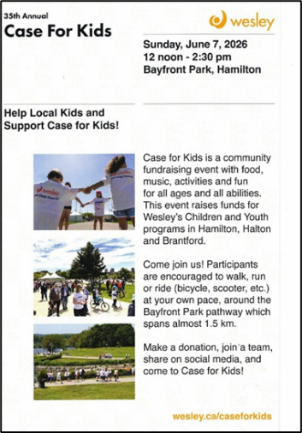 35th Annual
Case For Kids
wesley
Sunday, June 7, 2026
12 noon - 2:30 pm
Bayfront Park, Hamilton
Help Local Kids and
Support Case for Kids!
Case for Kids is a community
fundraising event with food,
music, activities and fun
for all ages and all abilities.
This event raises funds for
Wesley's Children and Youth
programs in Hamilton, Halton
and Brantford.
Come join us! Participants
are encouraged to walk, run
or ride (bicycle, scooter, etc.)
at your own pace, around the
Bayfront Park pathway which
spans almost 1.5 km.
Make a donation, join a team,
share on social media, and
come to Case for Kids!
wesley.ca/caseforkids